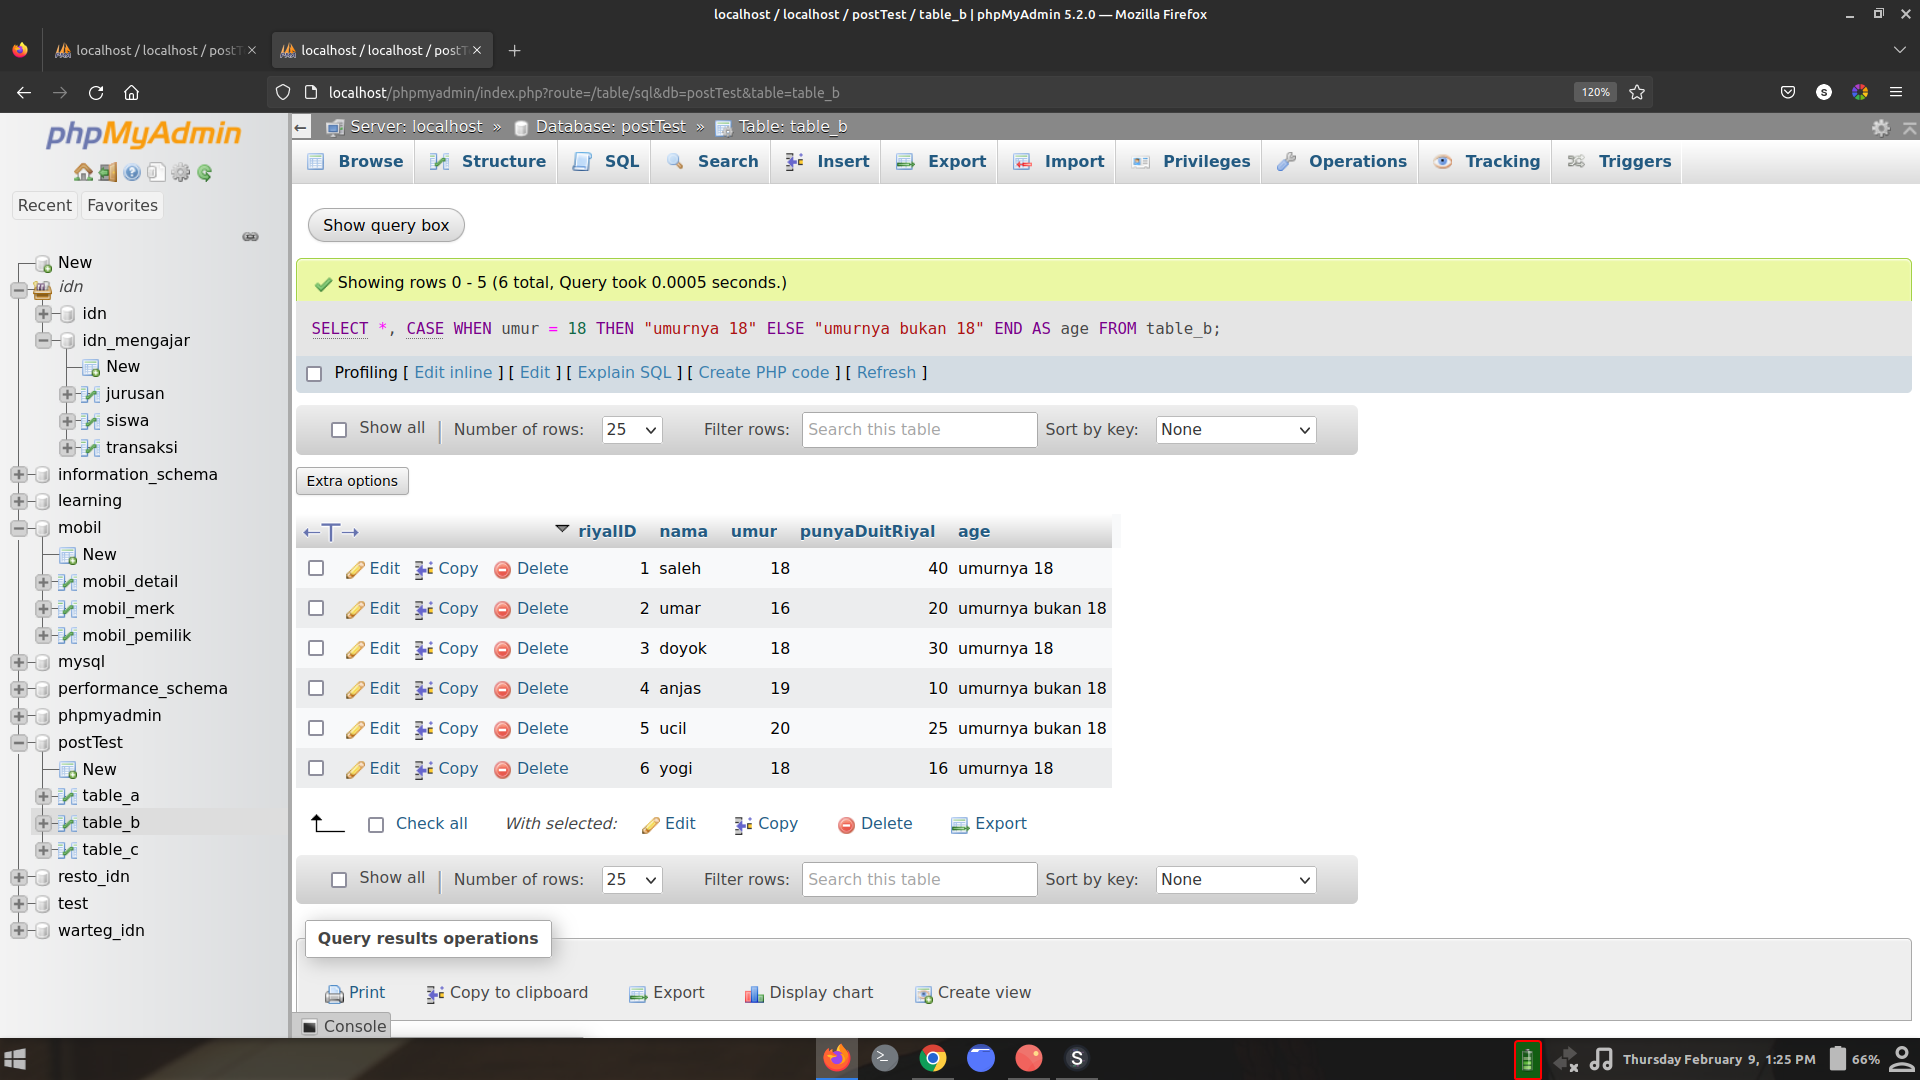 localhost / localhost / postTest / table_b | phpMyAdmin 5.2.0 — Mozilla Firefox
localhost / localhost / postT
localhost / localhost / postT
localhost/phpmyadmin/index.php?route=/table/sql&db=postTest&table=table_b
120%
S
phpMyAdmin
Recent
Favorites
New
idn
idn
idn_mengajar
New
jurusan
siswa
transaksi
information_schema
learning
mobil
New
mobil_detail
mobil_merk
mobil_pemilik
mysql
performance_schema
phpmyadmin
postTest
New
table_a
table_b
table_c
resto_idn
test
warteg_idn
Server: localhost » Database: postTest » Table: table_b
Browse Structure SQL Search Insert Export Import Privileges Operations Tracking Triggers
Show query box
Showing rows 0 - 5 (6 total, Query took 0.0005 seconds.)
SELECT *, CASE WHEN umur = 18 THEN "umurnya 18" ELSE "umurnya bukan 18" END AS age FROM table_b;
Profiling [ Edit inline ] [ Edit ] [ Explain SQL ] [ Create PHP code ] [ Refresh ]
Show all | Number of rows: 25 Filter rows: Search this table Sort by key: None
Extra options
←T→ riyalID nama umur punyaDuitRiyal age
Edit Copy Delete 1 saleh 18 40 umurnya 18
Edit Copy Delete 2 umar 16 20 umurnya bukan 18
Edit Copy Delete 3 doyok 18 30 umurnya 18
Edit Copy Delete 4 anjas 19 10 umurnya bukan 18
Edit Copy Delete 5 ucil 20 25 umurnya bukan 18
Edit Copy Delete 6 yogi 18 16 umurnya 18
Check all With selected: Edit Copy Delete Export
Show all | Number of rows: 25 Filter rows: Search this table Sort by key: None
Query results operations
Print Copy to clipboard Export Display chart Create view
Console
S
Thursday February 9, 1:25 PM 66%